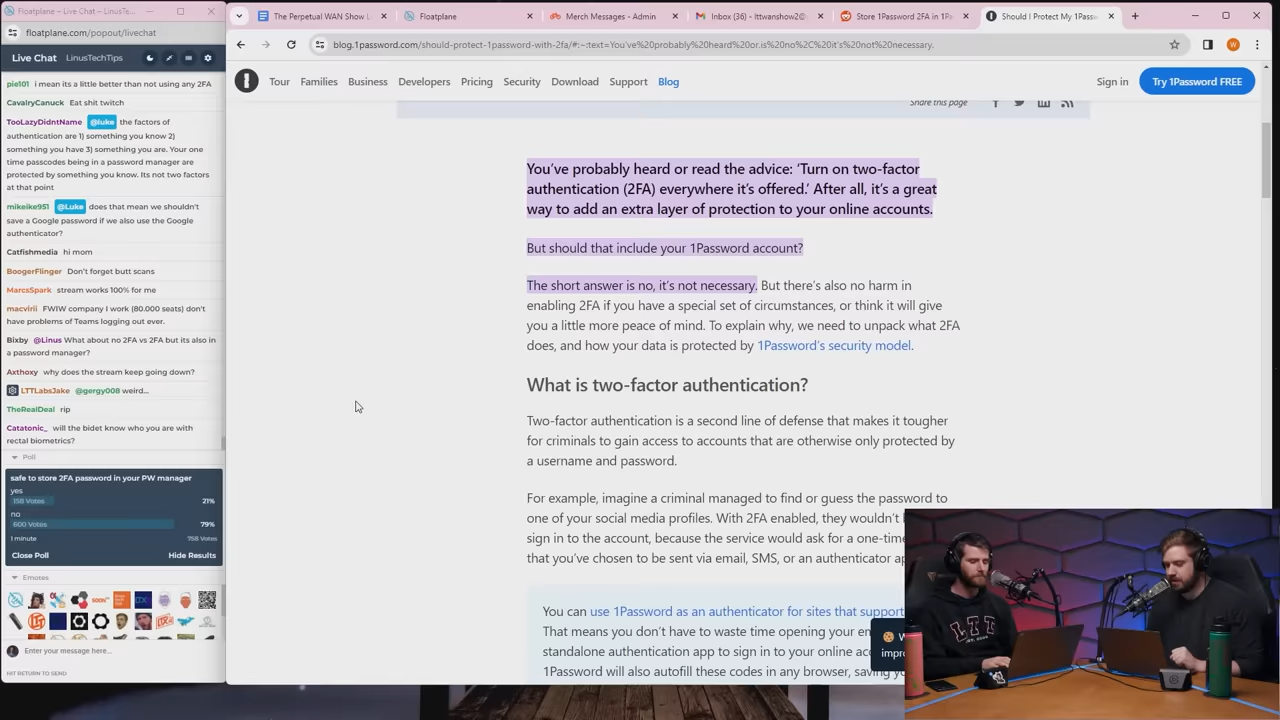 Floatplane Live Chat - LinusTe…
floatplane.com/popout/livechat
Live Chat LinusTechTips
pie101 i mean its a little better than not using any 2FA
CavalryCanuck Eat shit twitch
TooLazyDidntName @luke the factors of
authentication are 1) something you know 2)
something you have 3) something you are. Your one
time passcodes being in a password manager are
protected by something you know. Its not two factors
at that point
mikeike951 @Luke does that mean we shouldn't
save a Google password if we also use the Google
authenticator?
Catfishmedia hi mom
BoogerFlinger Don't forget butt scans
MarcsSpark stream works 100% for me
macvirii FWIW company I work (80.000 seats) don't
have problems of Teams logging out ever.
Bixby @Linus What about no 2FA vs 2FA but its also in
a password manager?
Axthoxy why does the stream keep going down?
LTTLabsJake @gergy008 weird...
TheRealDeal rip
Catatonic_ will the bidet know who you are with
rectal biometrics?
Poll
safe to store 2FA password in your PW manager
yes
158 Votes 21%
no
600 Votes 79%
1 minute 758 Votes
Close Poll Hide Results
Emotes
Enter your message here...
HIT RETURN TO SEND
The Perpetual WAN Show L
Floatplane
Merch Messages - Admin
Inbox (36) - lttwanshow2@
Store 1Password 2FA in 1Pa
Should I Protect My 1Passw
blog.1password.com/should-protect-1password-with-2fa/#:~:text=You've%20probably%20heard%20or,is%20no%2C%20it's%20not%20necessary.
Tour Families Business Developers Pricing Security Download Support Blog Sign in Try 1Password FREE
Share this page
You've probably heard or read the advice: 'Turn on two-factor
authentication (2FA) everywhere it's offered.' After all, it's a great
way to add an extra layer of protection to your online accounts.
But should that include your 1Password account?
The short answer is no, it's not necessary. But there's also no harm in
enabling 2FA if you have a special set of circumstances, or think it will give
you a little more peace of mind. To explain why, we need to unpack what 2FA
does, and how your data is protected by 1Password's security model.
What is two-factor authentication?
Two-factor authentication is a second line of defense that makes it tougher
for criminals to gain access to accounts that are otherwise only protected by
a username and password.
For example, imagine a criminal managed to find or guess the password to
one of your social media profiles. With 2FA enabled, they wouldn't
sign in to the account, because the service would ask for a one-time
that you've chosen to be sent via email, SMS, or an authenticator
You can use 1Password as an authenticator for sites that support
That means you don't have to waste time opening your
standalone authentication app to sign in to your online
1Password will also autofill these codes in any browser,
W
impro
LTT